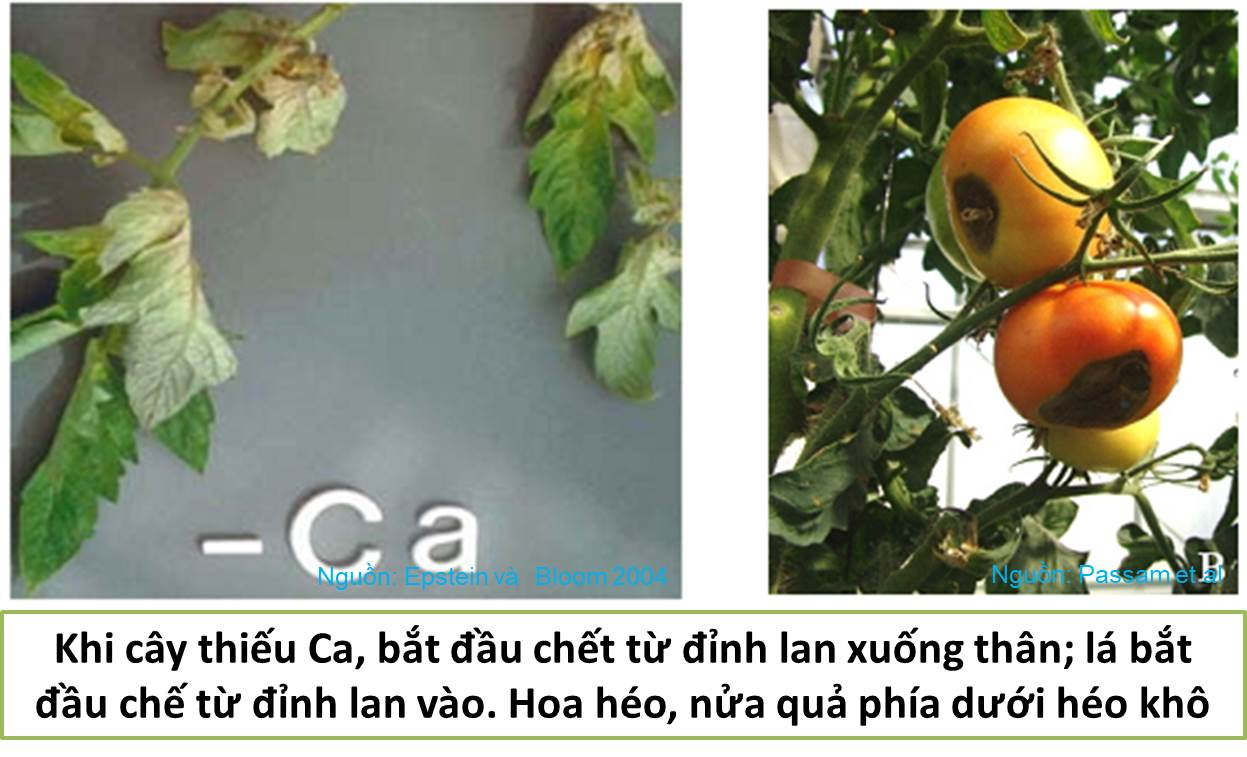 – Ca
Nguồn: Epstein và Bloom 2004
B
Nguồn: Passam et al
Khi cây thiếu Ca, bắt đầu chết từ đỉnh lan xuống thân; lá bắt
đầu chế từ đỉnh lan vào. Hoa héo, nửa quả phía dưới héo khô